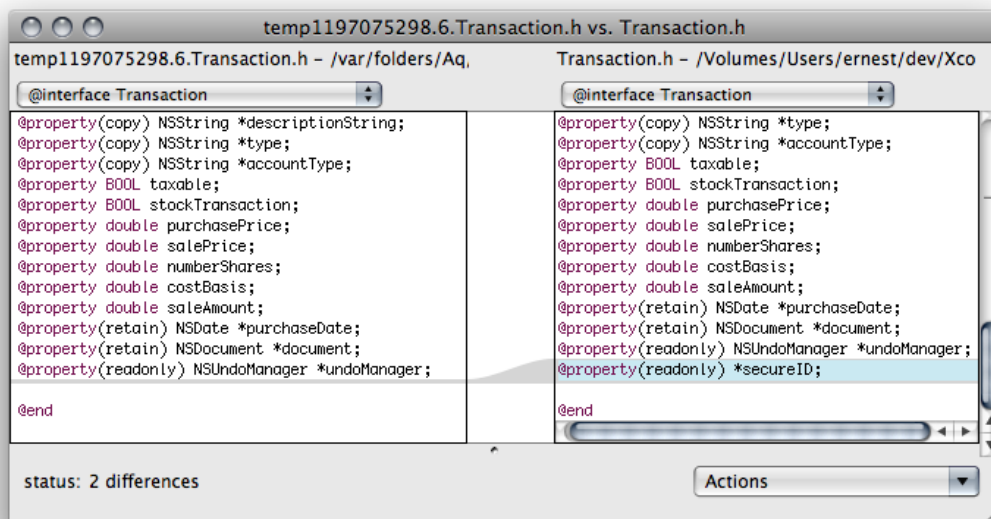 temp1197075298.6.Transaction.h vs. Transaction.h
temp1197075298.6.Transaction.h – /var/folders/Aq,
Transaction.h – /Volumes/Users/ernest/dev/Xco
@interface Transaction
@property(copy) NSString *descriptionString;
@property(copy) NSString *type;
@property(copy) NSString *accountType;
@property BOOL taxable;
@property BOOL stockTransaction;
@property double purchasePrice;
@property double salePrice;
@property double numberShares;
@property double costBasis;
@property double saleAmount;
@property(retain) NSDate *purchaseDate;
@property(retain) NSDocument *document;
@property(readonly) NSUndoManager *undoManager;
@end
@interface Transaction
@property(copy) NSString *type;
@property(copy) NSString *accountType;
@property BOOL taxable;
@property BOOL stockTransaction;
@property double purchasePrice;
@property double salePrice;
@property double numberShares;
@property double costBasis;
@property double saleAmount;
@property(retain) NSDate *purchaseDate;
@property(retain) NSDocument *document;
@property(readonly) NSUndoManager *undoManager;
@property(readonly) *secureID;
@end
status: 2 differences
Actions